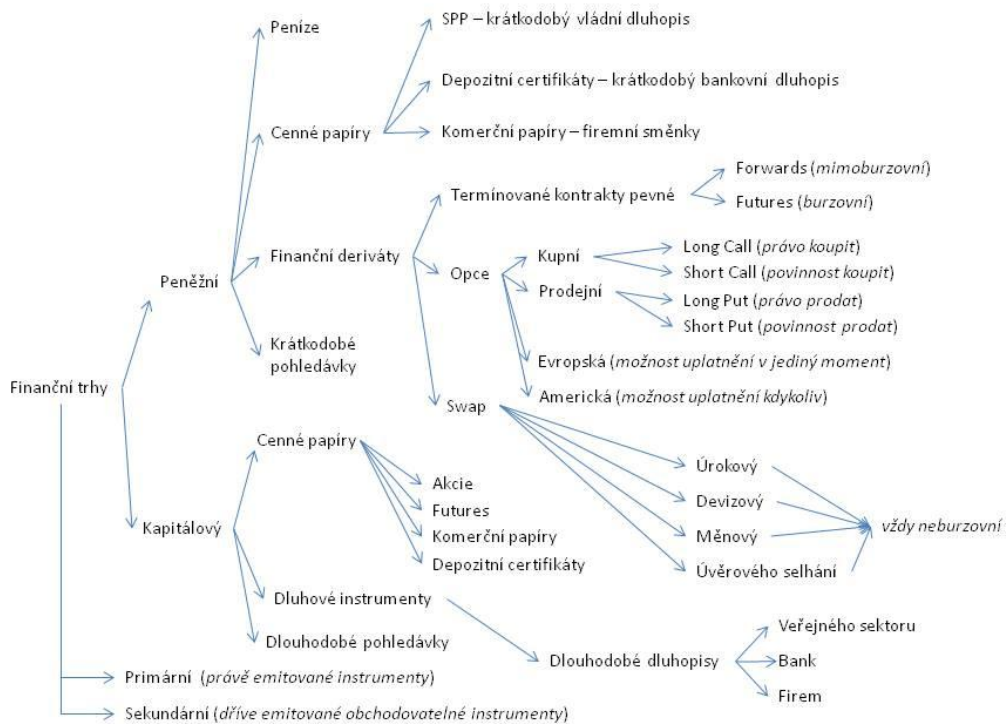 Peníze
SPP – krátkodobý vládní dluhopis
Depozitní certifikáty – krátkodobý bankovní dluhopis
Cenné papíry
Komerční papíry – firemní směnky
Forwards (mimoburzovní)
Termínované kontrakty pevné
Futures (burzovní)
Finanční deriváty
Long Call (právo koupit)
Kupní
Opce
Short Call (povinnost koupit)
Peněžní
Prodejní
Long Put (právo prodat)
Short Put (povinnost prodat)
Krátkodobé
pohledávky
Evropská (možnost uplatnění v jediný moment)
Finanční trhy
Americká (možnost uplatnění kdykoliv)
Swap
Cenné papíry
Úrokový
Akcie
Devizový
Futures
Kapitálový
vždy neburzovní
Komerční papíry
Měnový
Depozitní certifikáty
Úvěrového selhání
Dluhové instrumenty
Veřejného sektoru
Dlouhodobé pohledávky
Dlouhodobé dluhopisy
Bank
Primární (právě emitované instrumenty)
Firem
Sekundární (dříve emitované obchodovatelné instrumenty)